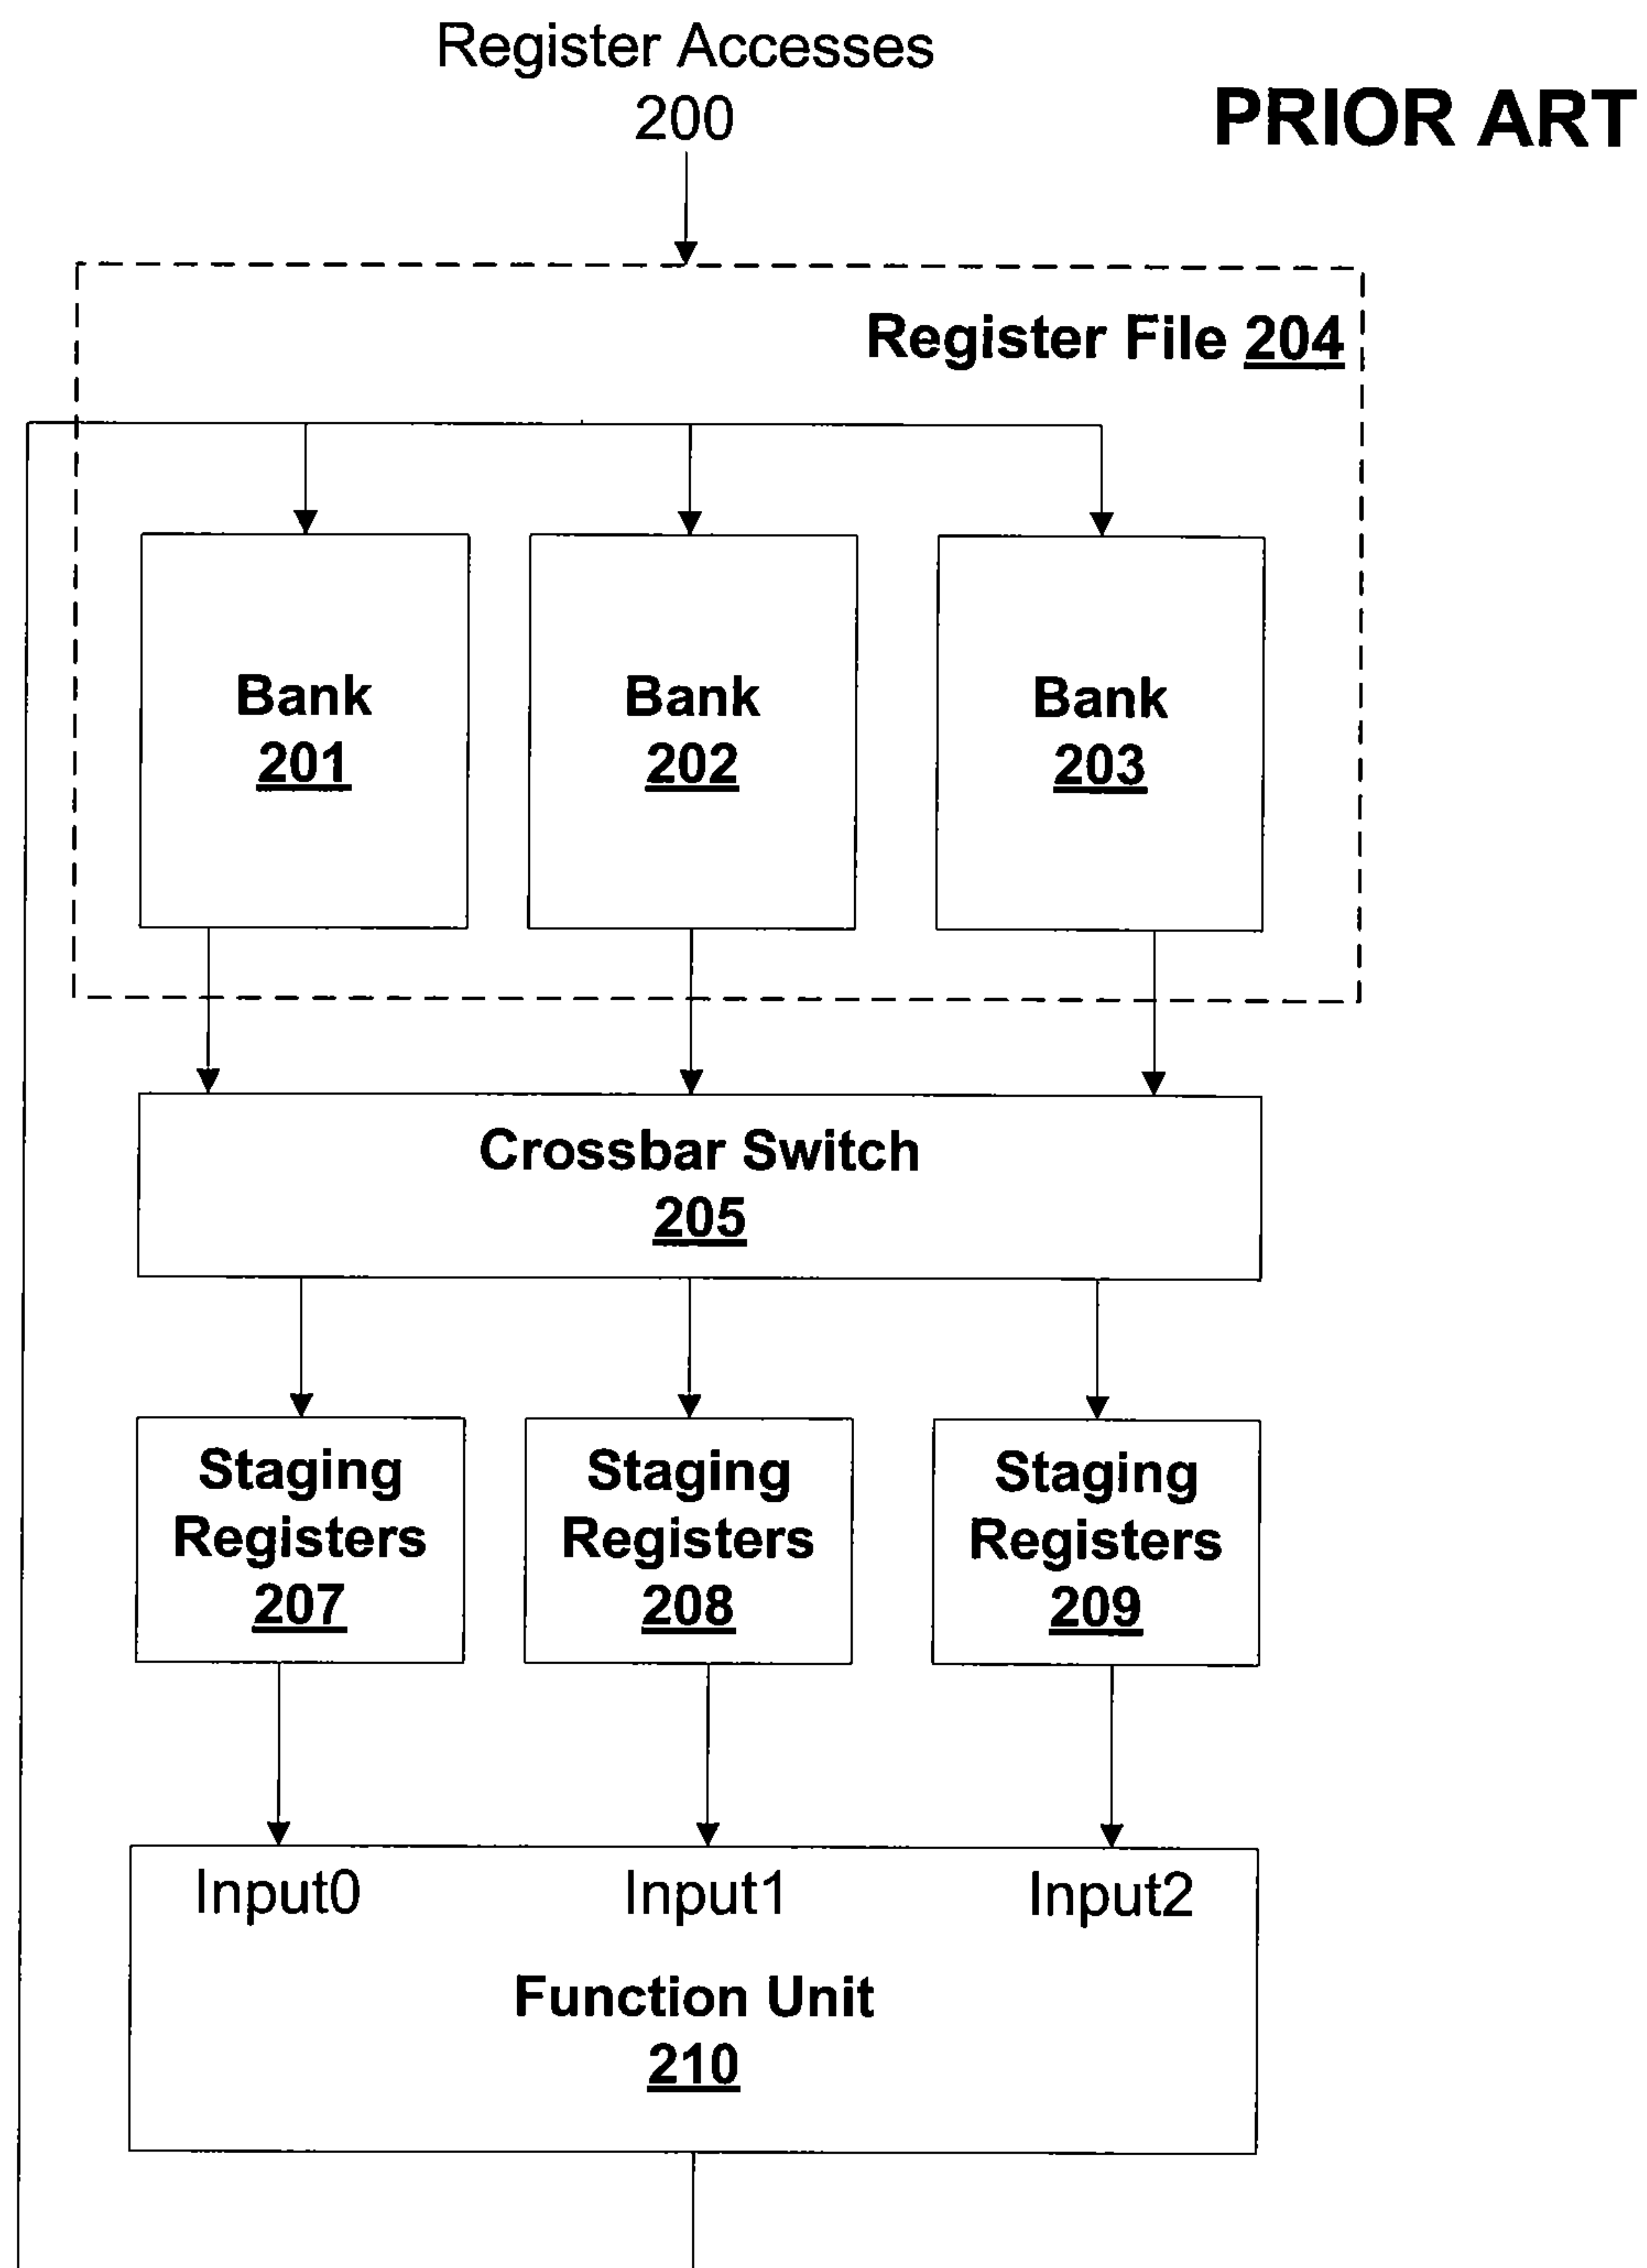 Register Accesses
200
PRIOR ART
Register File 204
Bank
201
Bank
202
Bank
203
Crossbar Switch
205
Staging
Registers
207
Staging
Registers
208
Staging
Registers
209
Input0
Input1
Input2
Function Unit
210